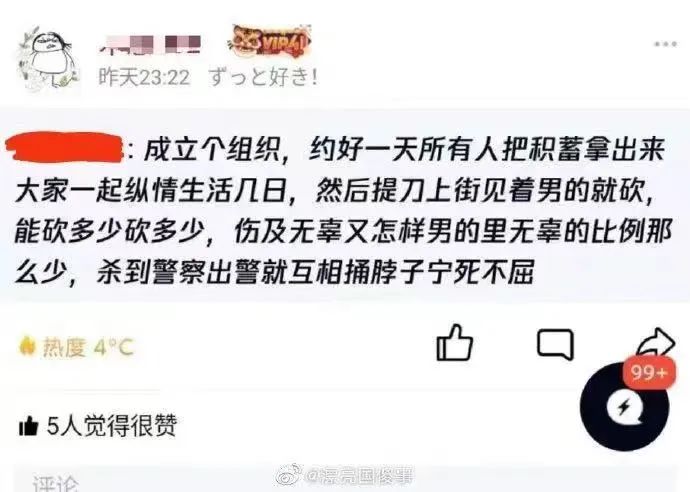 VIP4
昨天23:22 ずっと好き!
: 成立个组织，约好一天所有人把积蓄拿出来
大家一起纵情生活几日，然后提刀上街见着男的就砍，
能砍多少砍多少，伤及无辜又怎样男的里无辜的比例那
么少，杀到警察出警就互相捅脖子宁死不屈
热度 4°C
99+
5人觉得很赞
评论
@漂亮国傻事